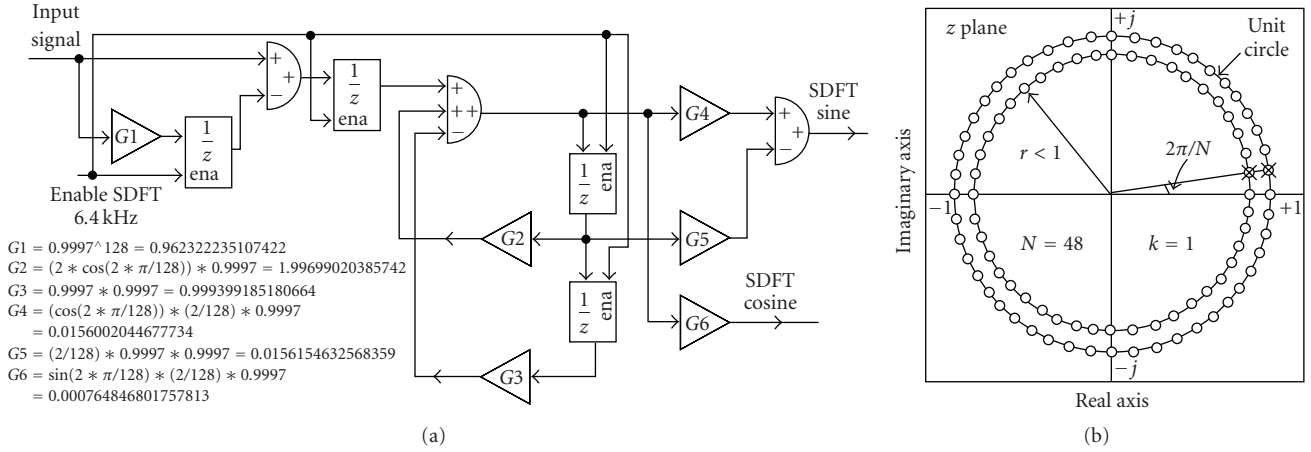 Input
signal
G1
1
z
ena
Enable SDFT
6.4 kHz
+
−
+
1
z
ena
+
+
−
+
1
z
ena
1
z
ena
G2
G3
G4
G5
G6
+
−
+
SDFT
sine
SDFT
cosine
G1 = 0.9997^128 = 0.962322235107422
G2 = (2 ∗ cos(2 ∗ π/128)) ∗ 0.9997 = 1.99699020385742
G3 = 0.9997 ∗ 0.9997 = 0.999399185180664
G4 = (cos(2 ∗ π/128)) ∗ (2/128) ∗ 0.9997
= 0.0156002044677734
G5 = (2/128) ∗ 0.9997 ∗ 0.9997 = 0.0156154632568359
G6 = sin(2 ∗ π/128) ∗ (2/128) ∗ 0.9997
= 0.000764846801757813
(a)
z plane
+j
Unit
circle
r < 1
2π/N
−1
+1
N = 48
k = 1
−j
Imaginary axis
Real axis
(b)